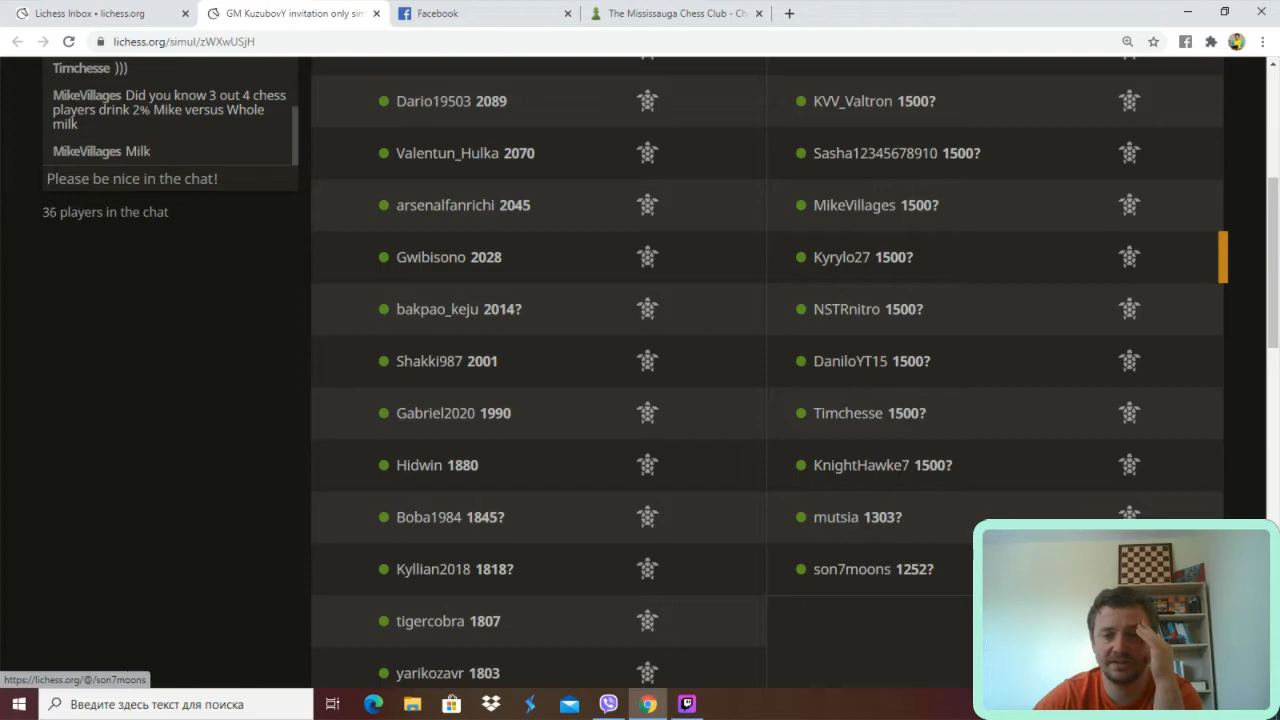 Lichess Inbox • lichess.org
GM KuzubovY invitation only sim
Facebook
The Mississauga Chess Club - Ch
lichess.org/simul/zWXwUSjH
Timchesse )))
MikeVillages Did you know 3 out 4 chess
players drink 2% Mike versus Whole
milk
MikeVillages Milk
Please be nice in the chat!
36 players in the chat
Dario19503 2089
Valentun_Hulka 2070
arsenalfanrichi 2045
Gwibisono 2028
bakpao_keju 2014?
Shakki987 2001
Gabriel2020 1990
Hidwin 1880
Boba1984 1845?
Kyllian2018 1818?
tigercobra 1807
yarikozavr 1803
KVV_Valtron 1500?
Sasha12345678910 1500?
MikeVillages 1500?
Kyrylo27 1500?
NSTRnitro 1500?
DaniloYT15 1500?
Timchesse 1500?
KnightHawke7 1500?
mutsia 1303?
son7moons 1252?
https://lichess.org/@/son7moons
Введите здесь текст для поиска